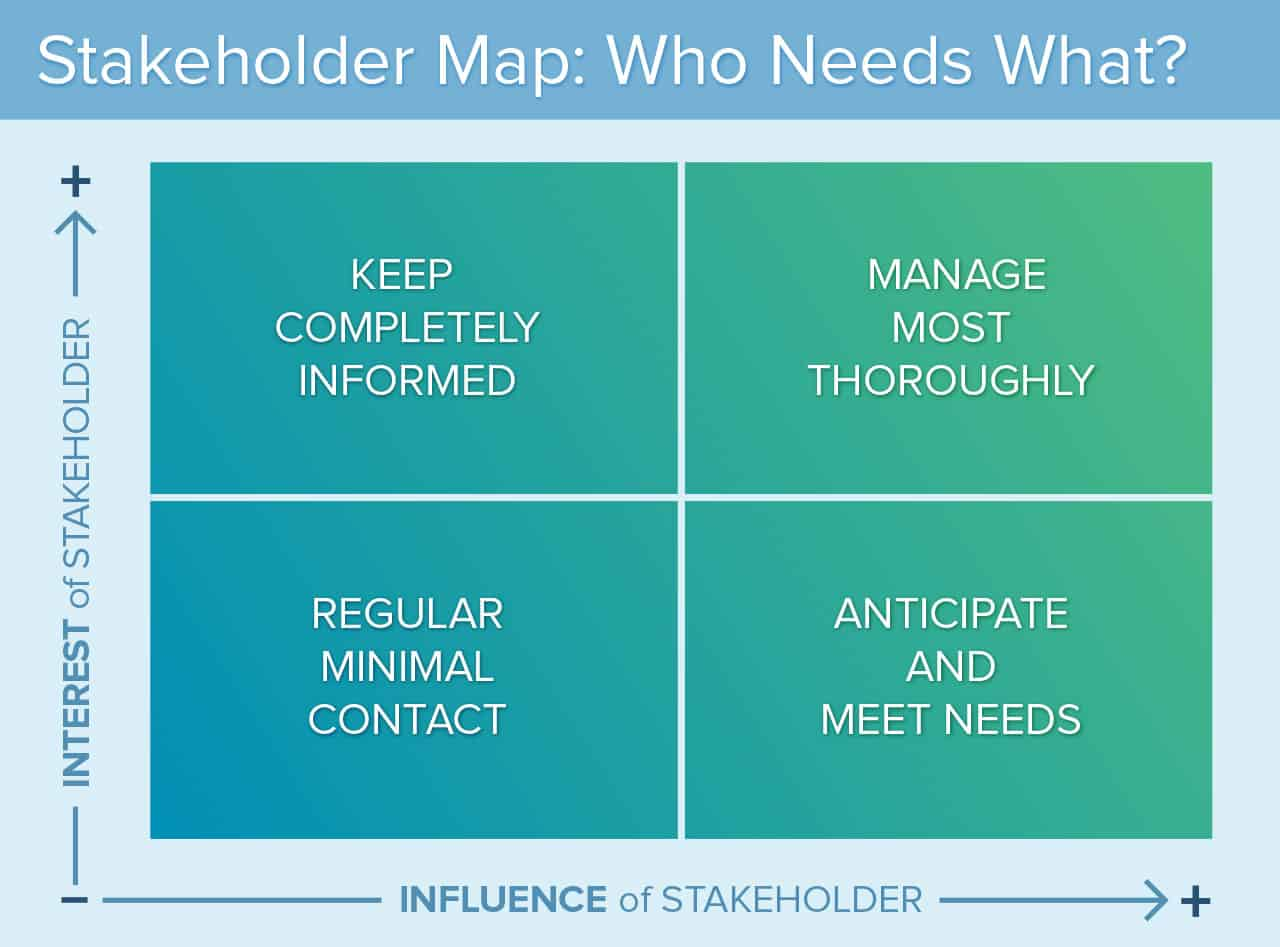 Stakeholder Map: Who Needs What?
+
INTEREST of STAKEHOLDER
KEEP
COMPLETELY
INFORMED
MANAGE
MOST
THOROUGHLY
REGULAR
MINIMAL
CONTACT
ANTICIPATE
AND
MEET NEEDS
–
INFLUENCE of STAKEHOLDER
+